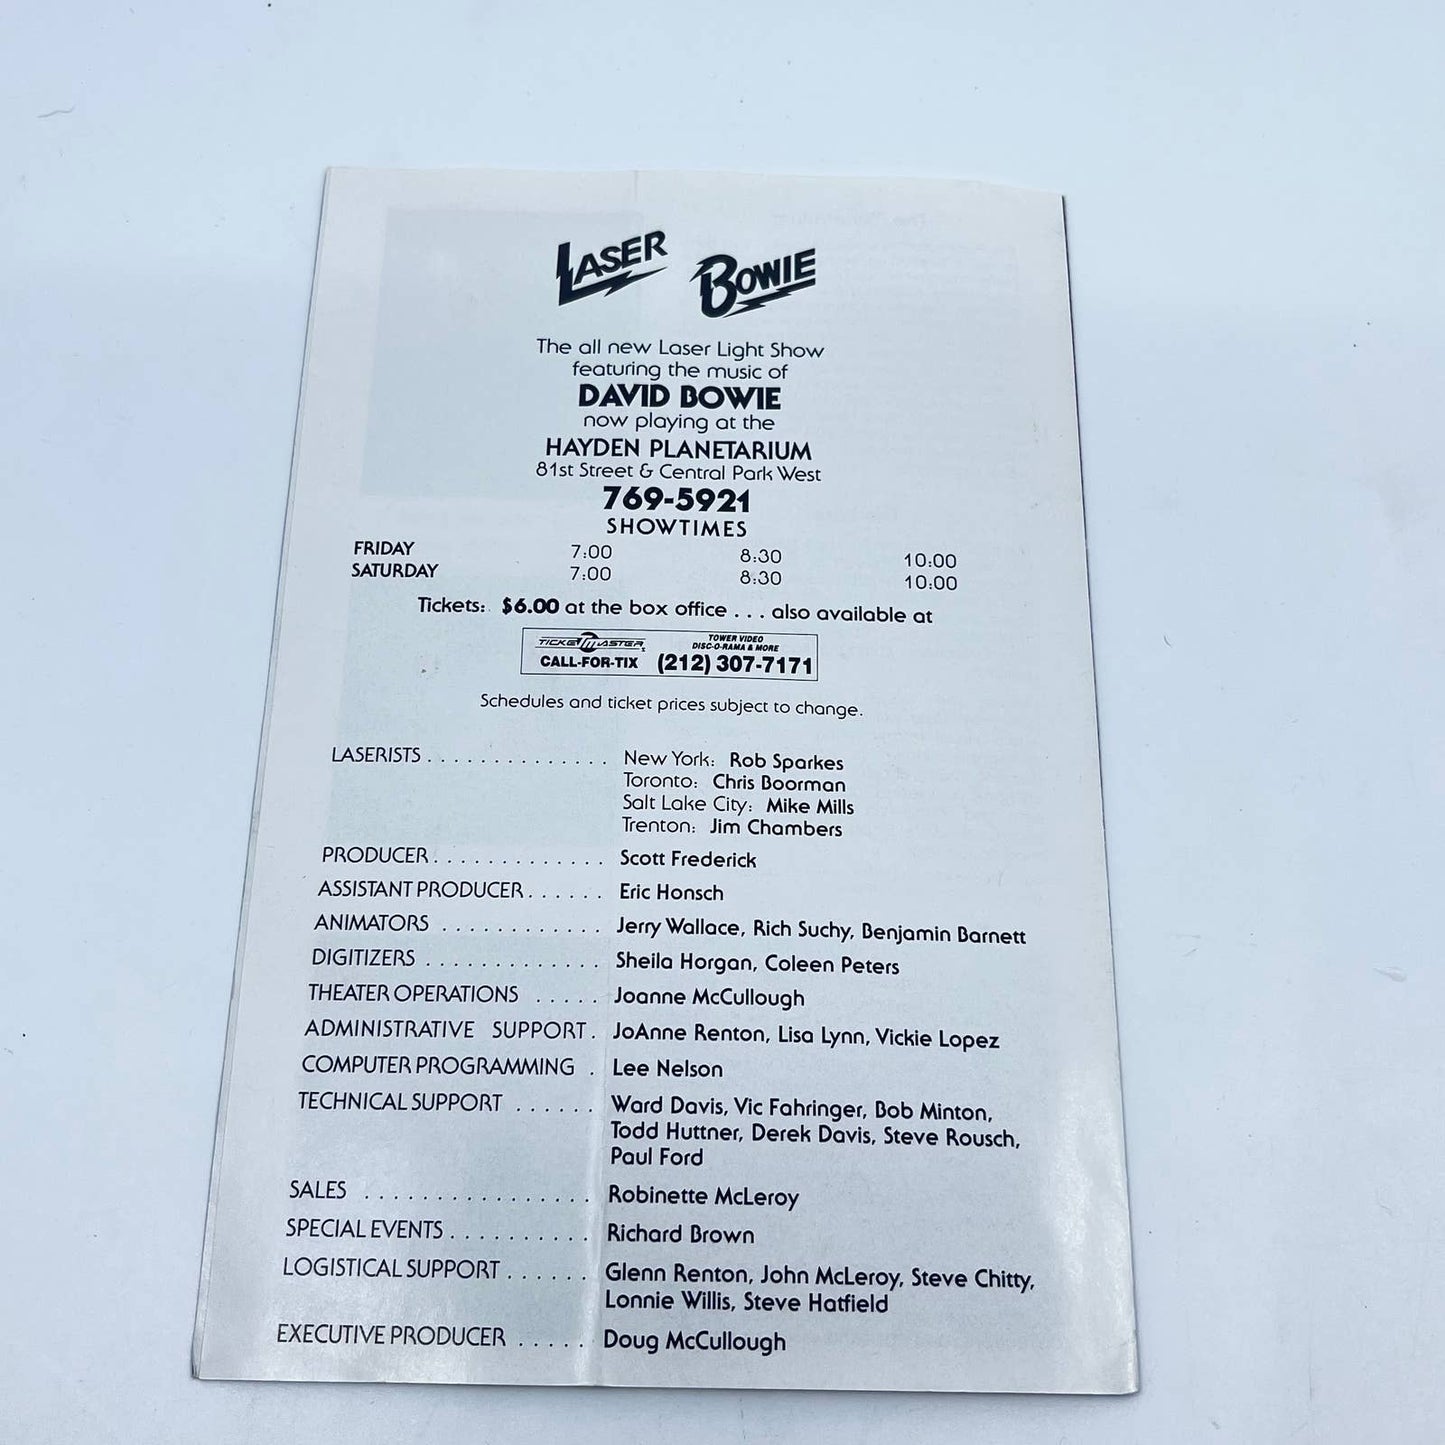 LASER BOWIE
The all new Laser Light Show
featuring the music of
DAVID BOWIE
now playing at the
HAYDEN PLANETARIUM
81st Street & Central Park West
769-5921
SHOWTIMES
FRIDAY 7:00 8:30 10:00
SATURDAY 7:00 8:30 10:00
Tickets: $6.00 at the box office . . . also available at
TICKETMASTER
CALL-FOR-TIX
TOWER VIDEO
DISC-O-RAMA & MORE
(212) 307-7171
Schedules and ticket prices subject to change.
LASERISTS . . . . . . . . . . . . . . New York: Rob Sparkes
Toronto: Chris Boorman
Salt Lake City: Mike Mills
Trenton: Jim Chambers
PRODUCER . . . . . . . . . . . . . Scott Frederick
ASSISTANT PRODUCER . . . . . . Eric Honsch
ANIMATORS . . . . . . . . . . . . Jerry Wallace, Rich Suchy, Benjamin Barnett
DIGITIZERS . . . . . . . . . . . . . Sheila Horgan, Coleen Peters
THEATER OPERATIONS . . . . . Joanne McCullough
ADMINISTRATIVE SUPPORT . JoAnne Renton, Lisa Lynn, Vickie Lopez
COMPUTER PROGRAMMING . Lee Nelson
TECHNICAL SUPPORT . . . . . . Ward Davis, Vic Fahringer, Bob Minton,
Todd Huttner, Derek Davis, Steve Rousch,
Paul Ford
SALES . . . . . . . . . . . . . . . . Robinette McLeroy
SPECIAL EVENTS . . . . . . . . . . Richard Brown
LOGISTICAL SUPPORT . . . . . . Glenn Renton, John McLeroy, Steve Chitty,
Lonnie Willis, Steve Hatfield
EXECUTIVE PRODUCER . . . . . Doug McCullough